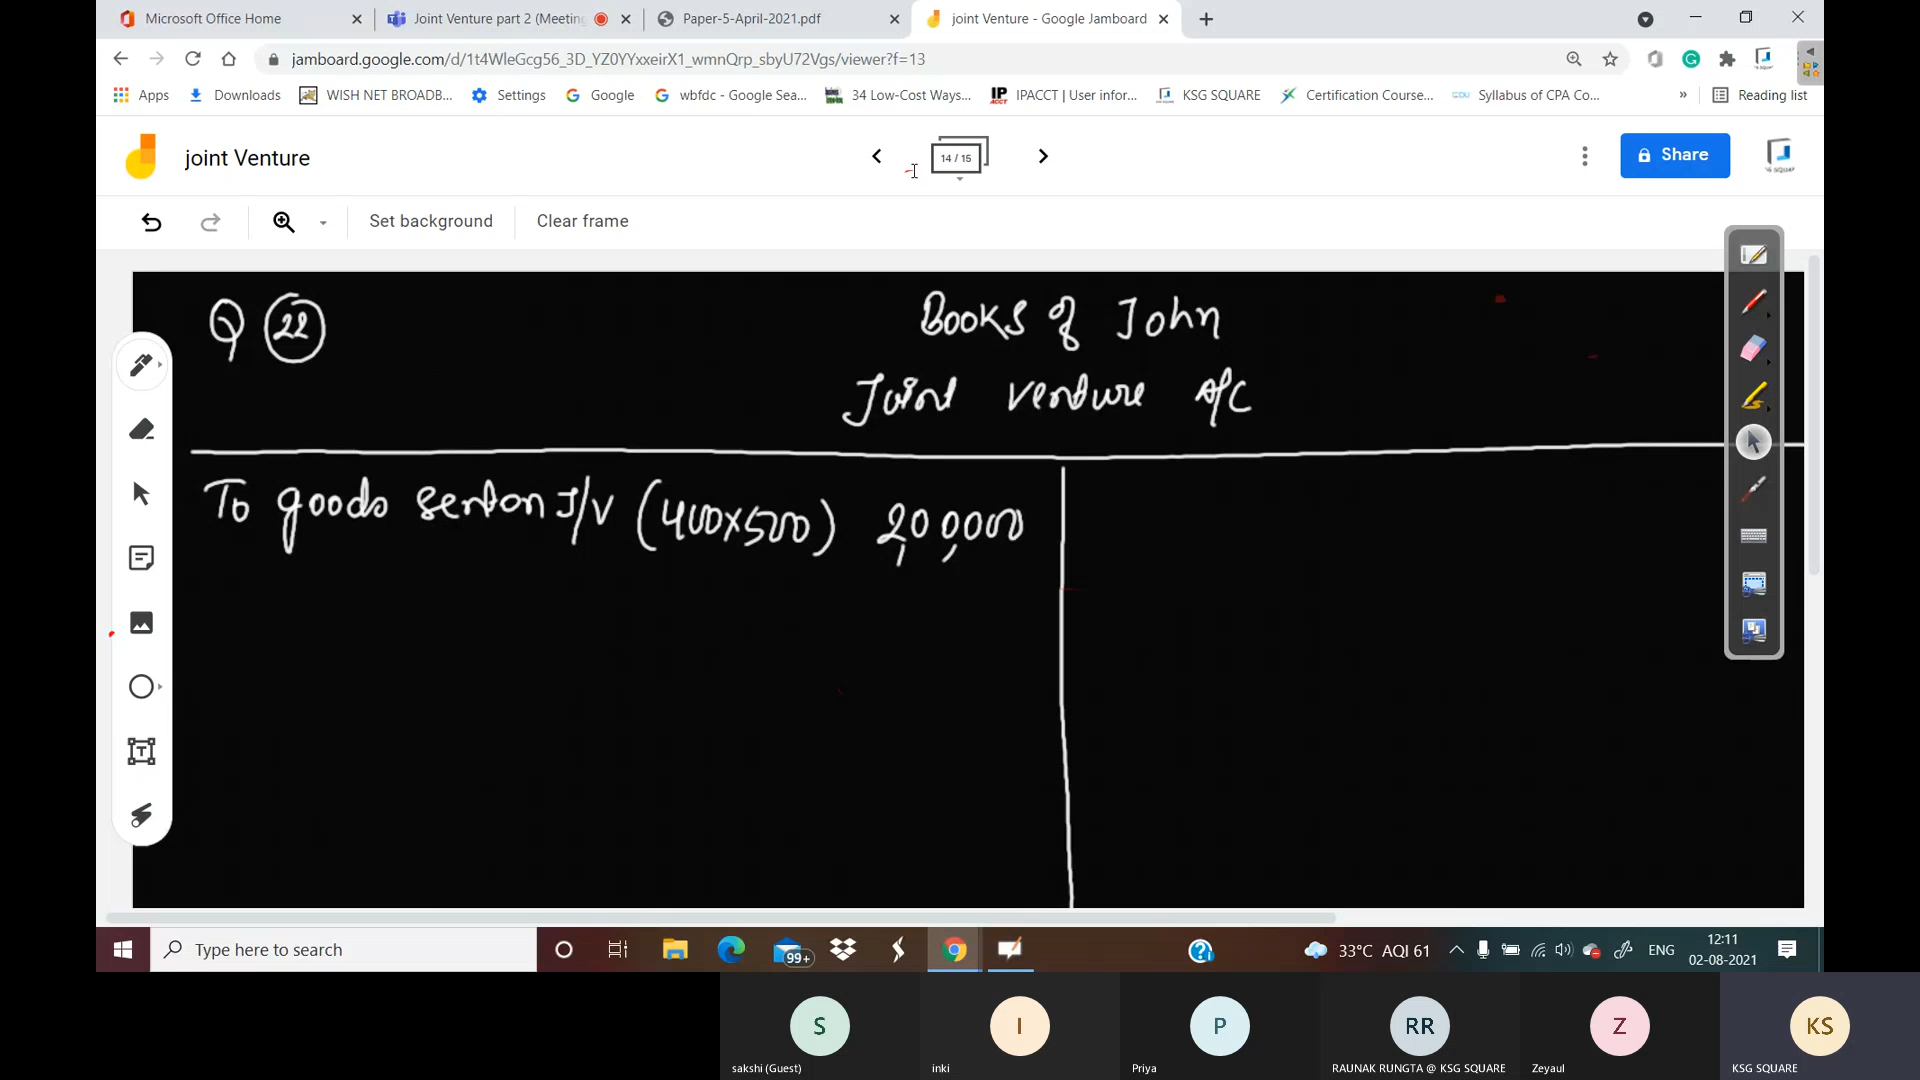 Microsoft Office Home
Joint Venture part 2 (Meetin
Paper-5-April-2021.pdf
joint Venture - Google Jamboard
jamboard.google.com/d/1t4WleGcg56_3D_YZ0YYxxeirX1_wmnQrp_sbyU72Vgs/viewer?f=13
Apps
Downloads
WISH NET BROADB...
Settings
Google
wbfdc - Google Sea...
34 Low-Cost Ways...
IPACCT | User infor...
KSG SQUARE
Certification Course...
Syllabus of CPA Co...
»
Reading list
joint Venture
14 / 15
Share
Set background
Clear frame
Q 22
Books of John
Joint venture A/C
To goods sent on J/V (400x500) 2,00,000
Type here to search
99+
33°C AQI 61
ENG
12:11
02-08-2021
S
I
P
RR
Z
KS
sakshi (Guest)
inki
Priya
RAUNAK RUNGTA @ KSG SQUARE
Zeyaul
KSG SQUARE